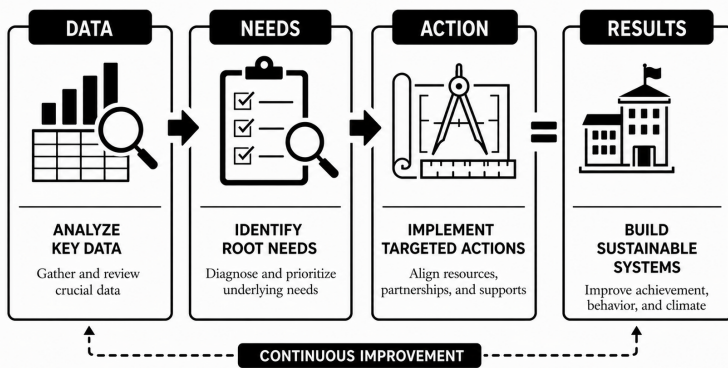 DATA
ANALYZE
KEY DATA
Gather and review
crucial data
NEEDS
IDENTIFY
ROOT NEEDS
Diagnose and prioritize
underlying needs
ACTION
IMPLEMENT
TARGETED ACTIONS
Align resources,
partnerships, and supports
RESULTS
BUILD
SUSTAINABLE
SYSTEMS
Improve achievement,
behavior, and climate
CONTINUOUS IMPROVEMENT